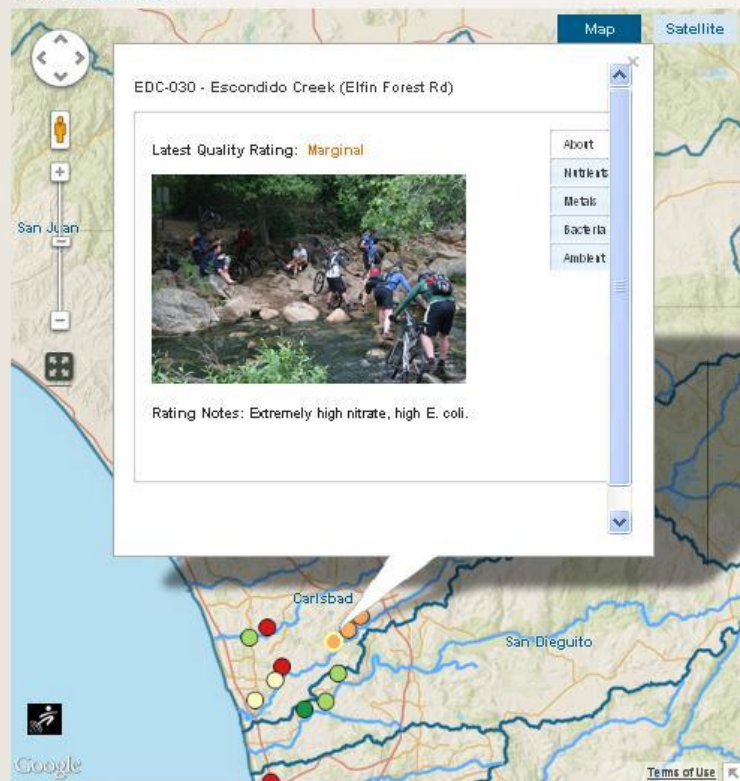 Map
Satellite
EDC-030 - Escondido Creek (Elfin Forest Rd)
Latest Quality Rating: Marginal
About
Nutrients
Metals
Bacteria
Ambient
San Juan
Rating Notes: Extremely high nitrate, high E. coli.
Carlsbad
San Dieguito
Google
Terms of Use